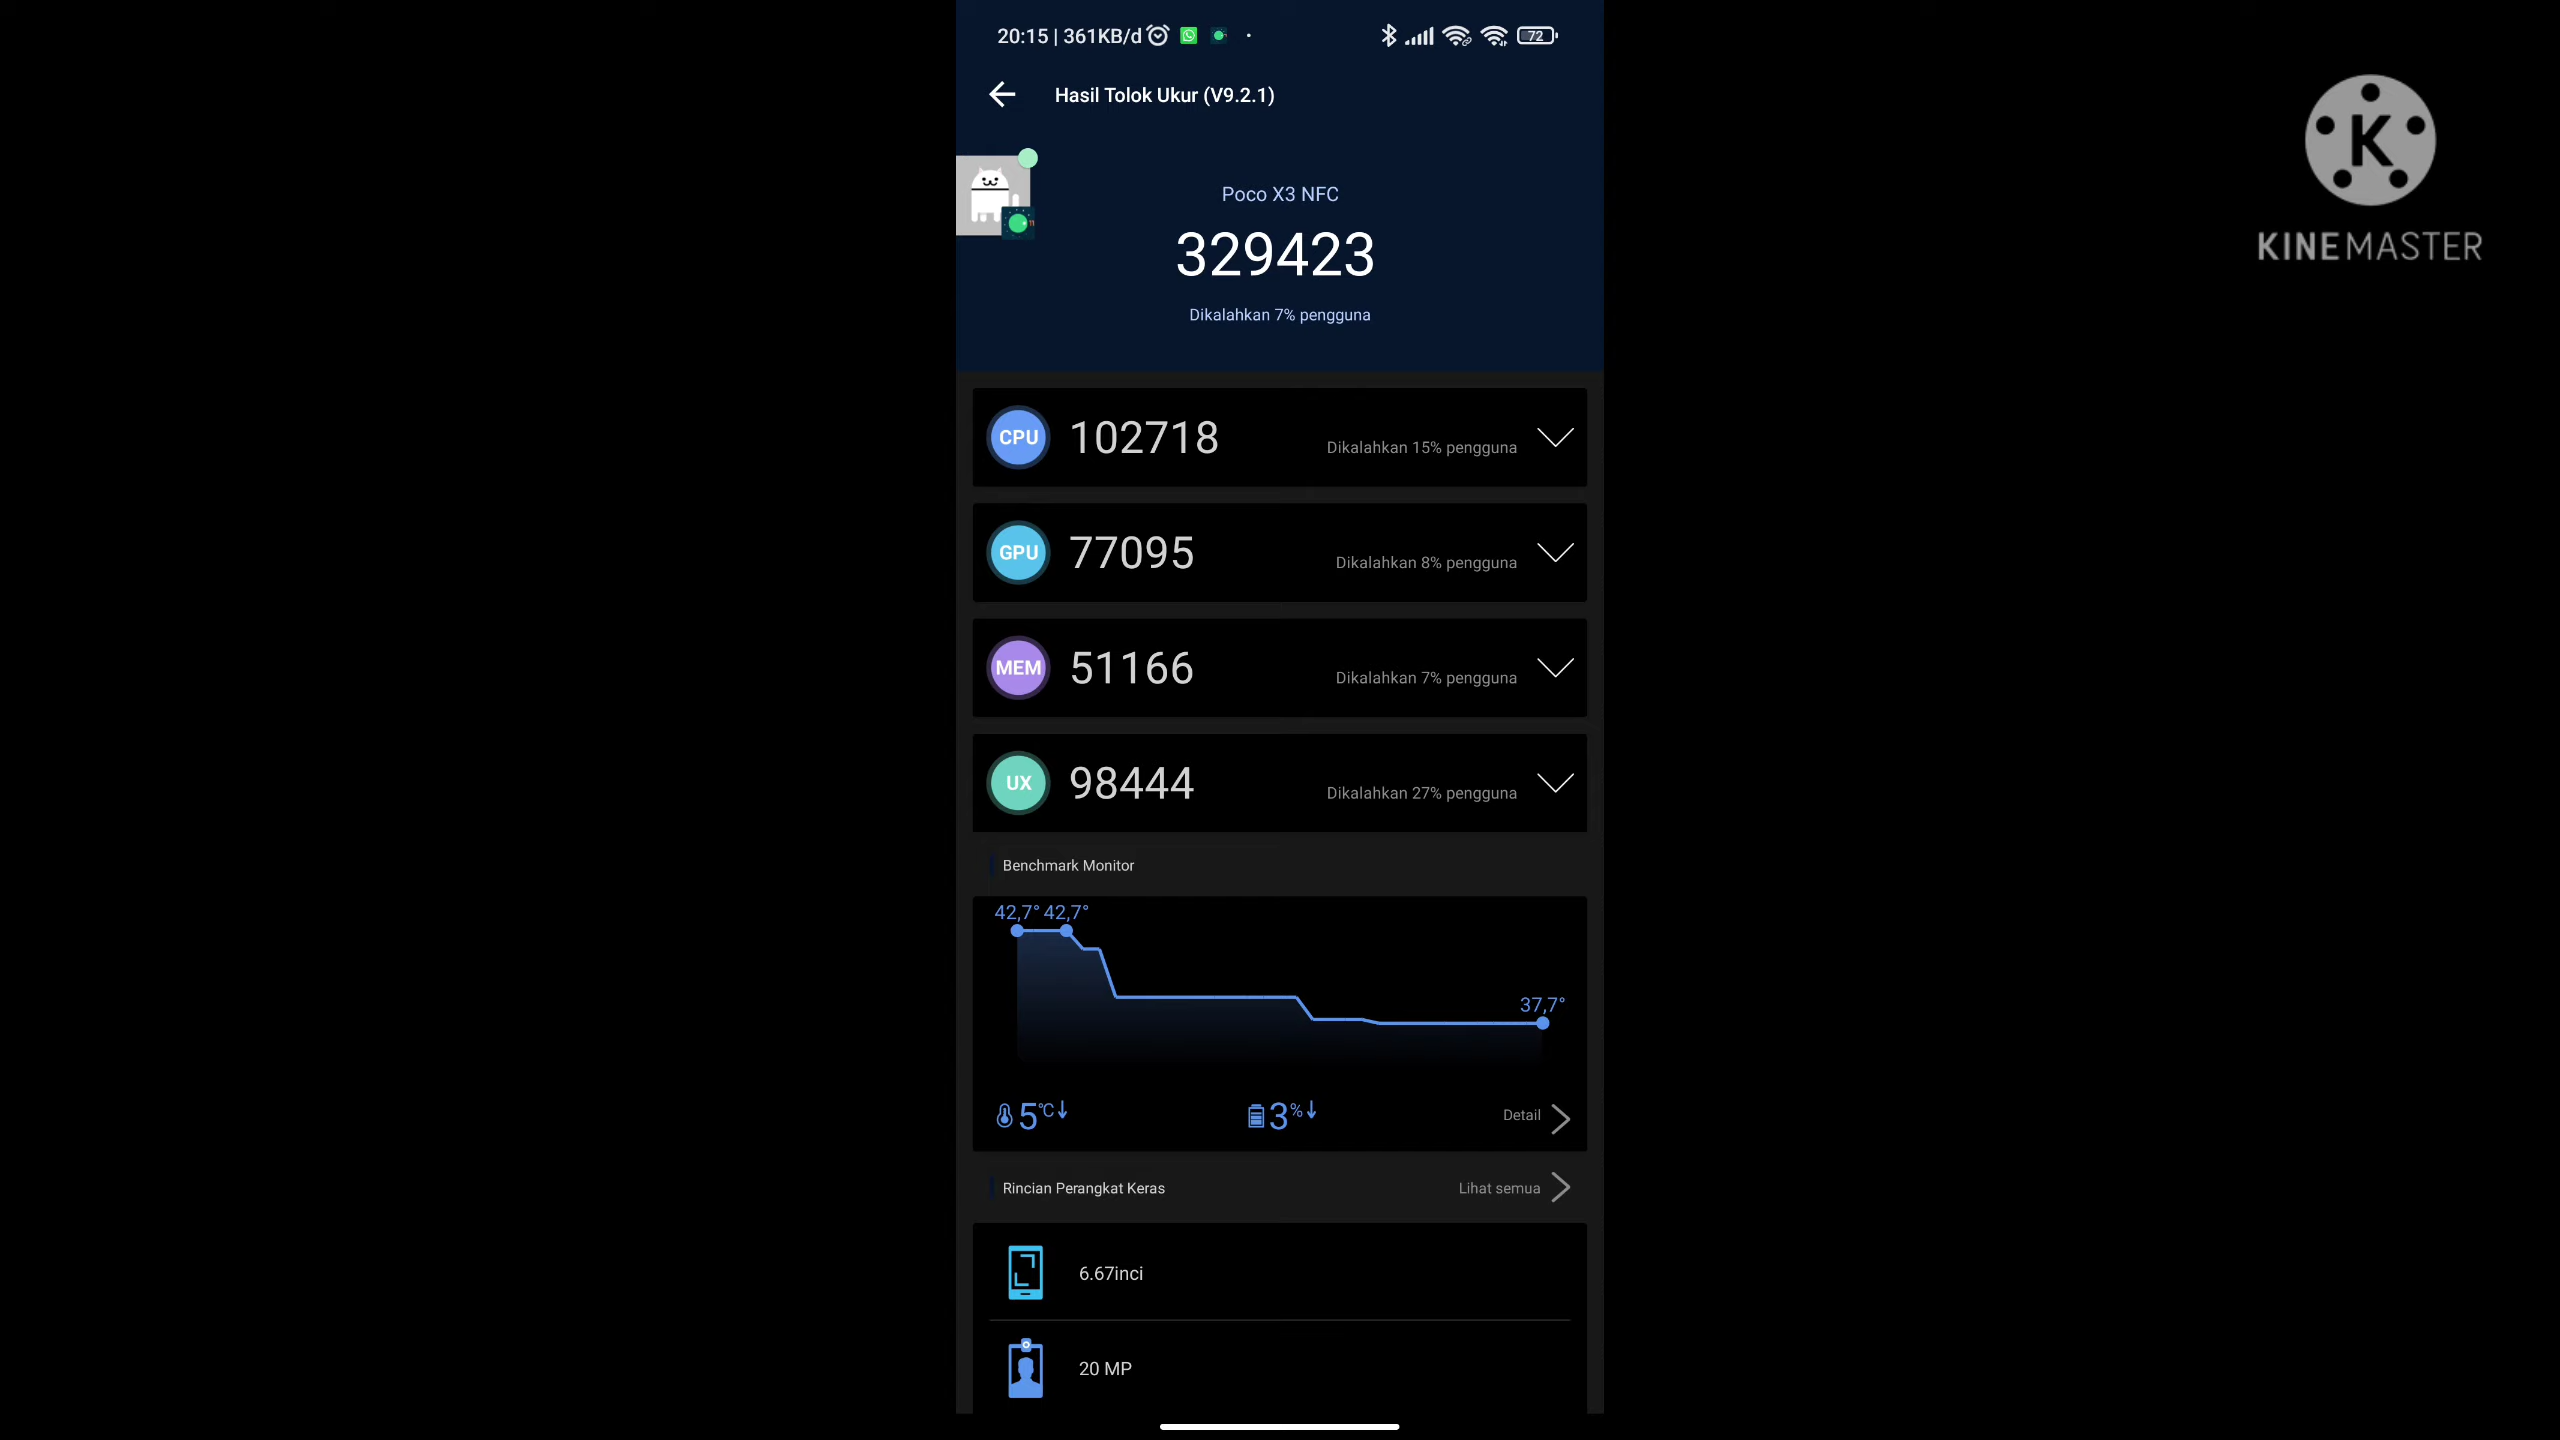 20:15 | 361KB/d
72
Hasil Tolok Ukur (V9.2.1)
KINEMASTER
Poco X3 NFC
329423
Dikalahkan 7% pengguna
CPU 102718 Dikalahkan 15% pengguna
GPU 77095 Dikalahkan 8% pengguna
MEM 51166 Dikalahkan 7% pengguna
UX 98444 Dikalahkan 27% pengguna
Benchmark Monitor
42,7° 42,7°
37,7°
5°C↓ 3%↓ Detail
Rincian Perangkat Keras Lihat semua
6.67inci
20 MP